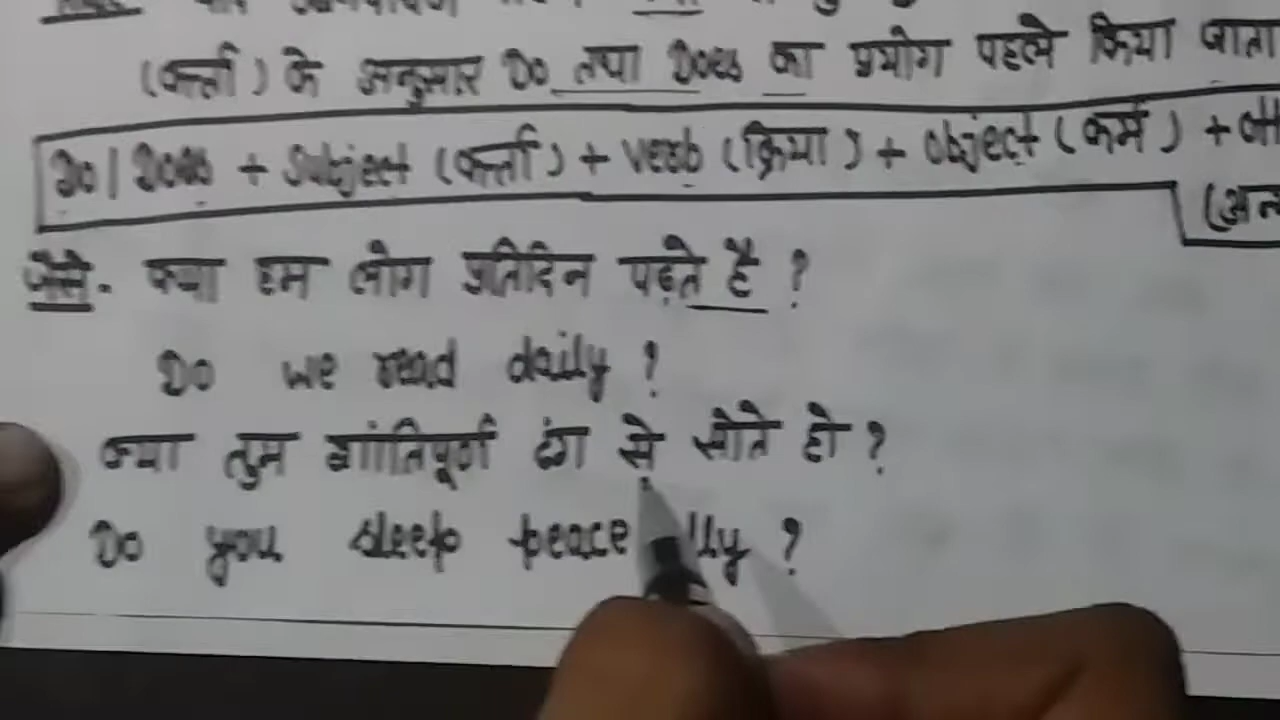 (कर्त्ता) के अनुसार Do तथा Does का प्रयोग पहले किया जाता
Do | Does + Subject (कर्त्ता) + Verb (क्रिया) + Object (कर्म) +
जैसे. क्या हम लोग प्रतिदिन पढ़ते है ?
Do we read daily ?
क्या तुम शांतिपूर्ण ढंग से सोते हो ?
Do you sleep ?